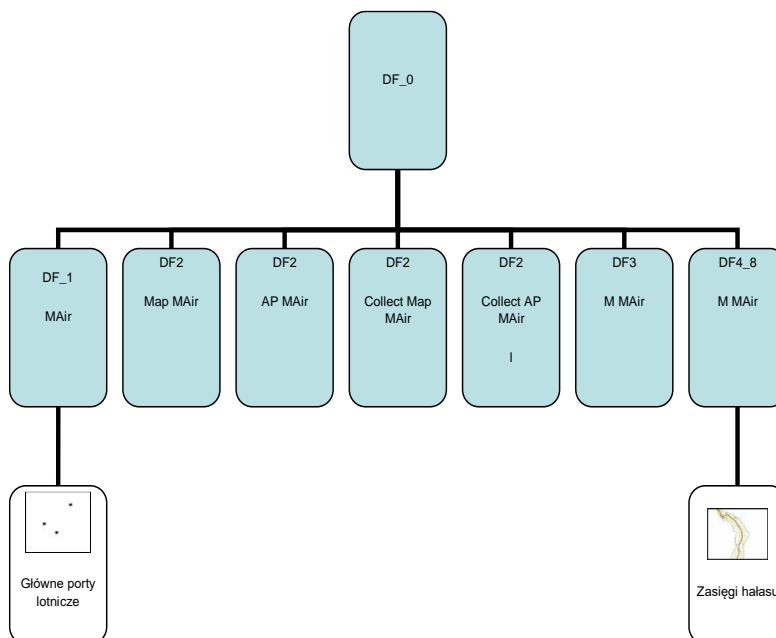 DF_0
DF_1
MAir
DF2
Map MAir
DF2
AP MAir
DF2
Collect Map
MAir
DF2
Collect AP
MAir
I
DF3
M MAir
DF4_8
M MAir
Główne porty
lotnicze
Zasięgi hałasu